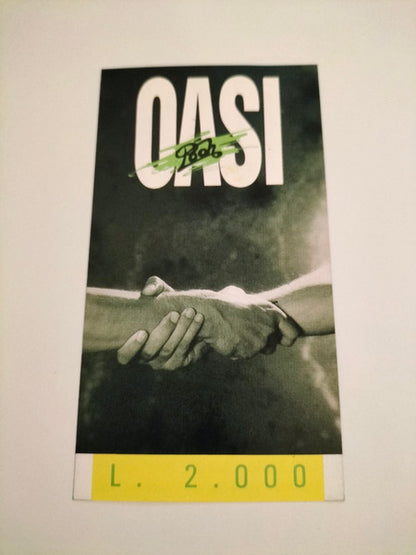 OASI
Pooh
L. 2.000